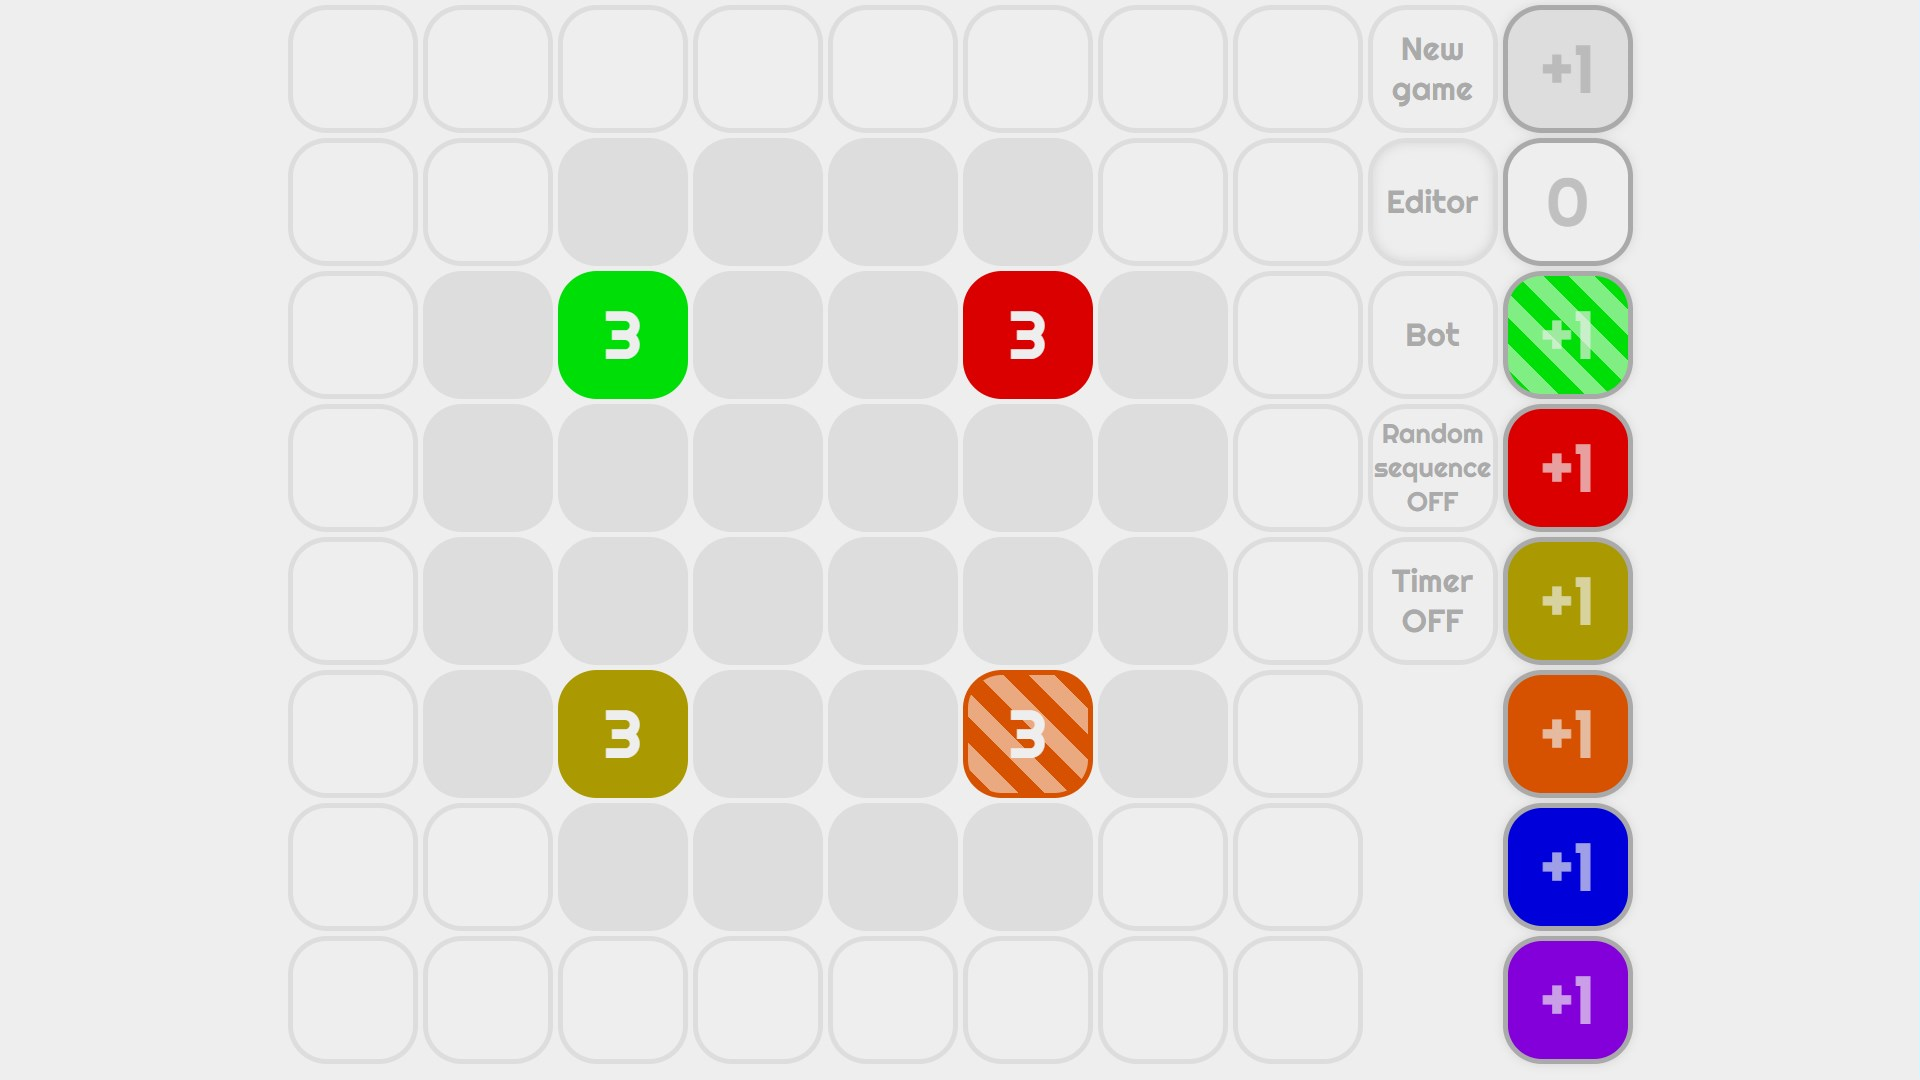 New
game
+1
Editor
0
3
3
Bot
+1
Random
sequence
OFF
+1
Timer
OFF
+1
3
3
+1
+1
+1